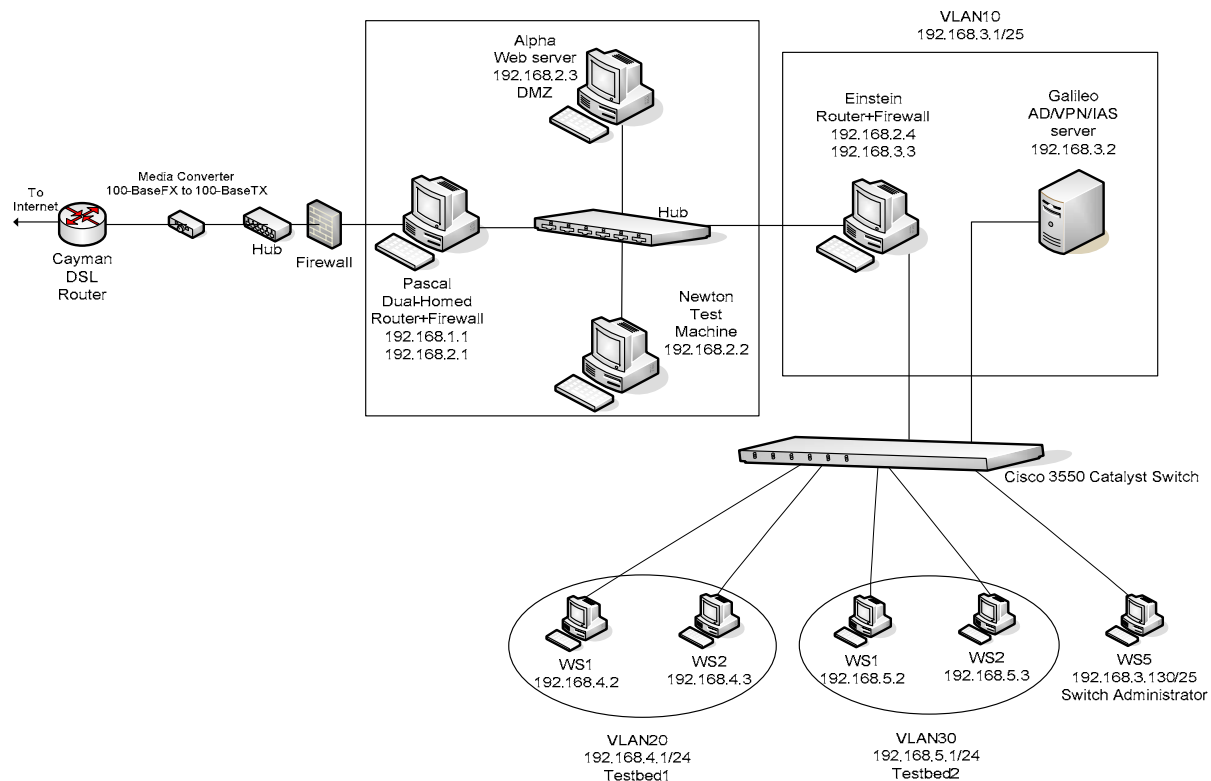 VLAN10
192.168.3.1/25
Alpha
Web server
192.168.2.3
DMZ
Einstein
Router+Firewall
192.168.2.4
192.168.3.3
Galileo
AD/VPN/IAS
server
192.168.3.2
Media Converter
100-BaseFX to 100-BaseTX
To
Internet
Hub
Hub
Firewall
Cayman
DSL
Router
Pascal
Dual-Homed
Router+Firewall
192.168.1.1
192.168.2.1
Newton
Test
Machine
192.168.2.2
Cisco 3550 Catalyst Switch
WS1
192.168.4.2
WS2
192.168.4.3
WS1
192.168.5.2
WS2
192.168.5.3
WS5
192.168.3.130/25
Switch Administrator
VLAN20
192.168.4.1/24
Testbed1
VLAN30
192.168.5.1/24
Testbed2